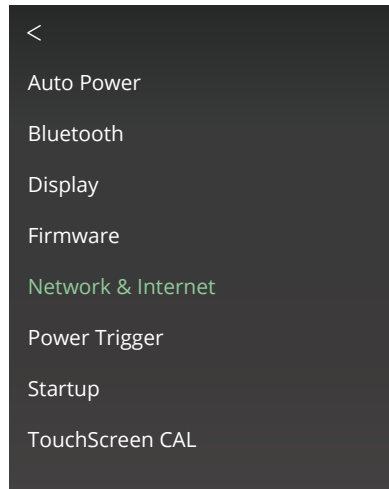 <
Auto Power
Bluetooth
Display
Firmware
Network & Internet
Power Trigger
Startup
TouchScreen CAL